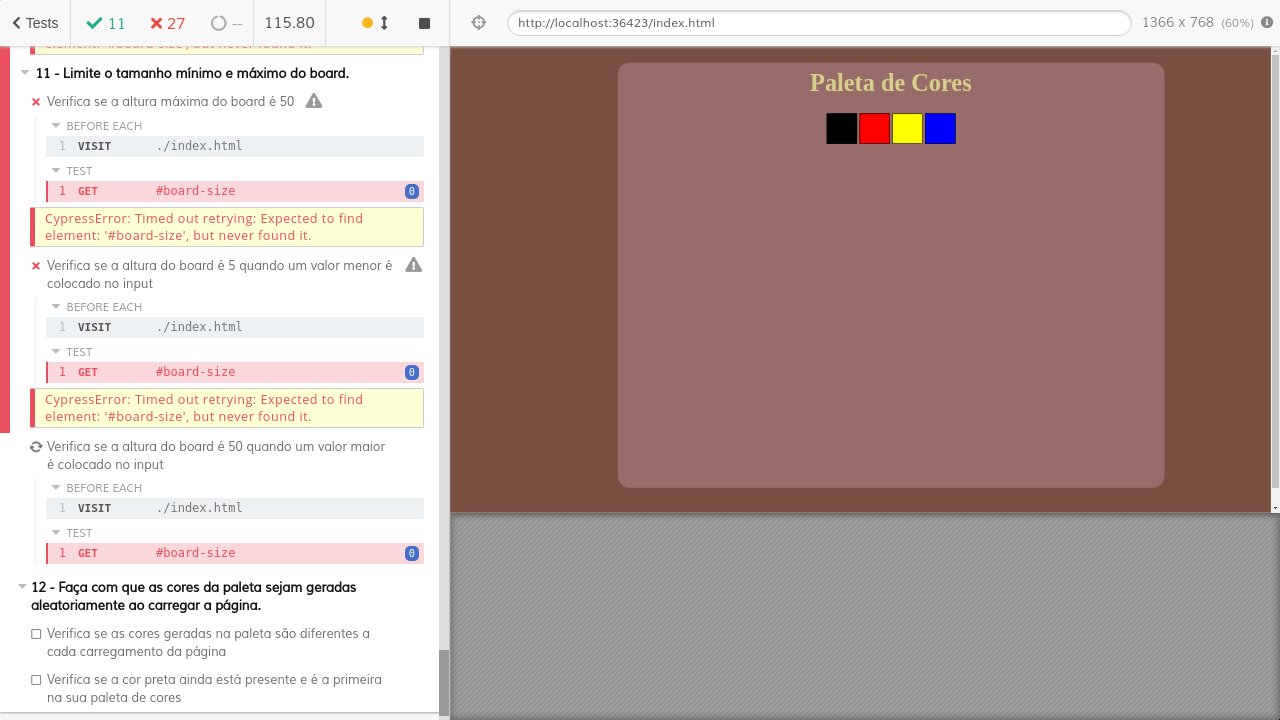 Tests 11 27 -- 115.80
http://localhost:36423/index.html 1366 x 768 (60%)
element: '#board-size', but never found it.
11 - Limite o tamanho mínimo e máximo do board.
Verifica se a altura máxima do board é 50
BEFORE EACH
1 VISIT ./index.html
TEST
1 GET #board-size 0
CypressError: Timed out retrying: Expected to find
element: '#board-size', but never found it.
Verifica se a altura do board é 5 quando um valor menor é
colocado no input
BEFORE EACH
1 VISIT ./index.html
TEST
1 GET #board-size 0
CypressError: Timed out retrying: Expected to find
element: '#board-size', but never found it.
Verifica se a altura do board é 50 quando um valor maior
é colocado no input
BEFORE EACH
1 VISIT ./index.html
TEST
1 GET #board-size 0
12 - Faça com que as cores da paleta sejam geradas
aleatoriamente ao carregar a página.
Verifica se as cores geradas na paleta são diferentes a
cada carregamento da página
Verifica se a cor preta ainda está presente e é a primeira
na sua paleta de cores
Paleta de Cores